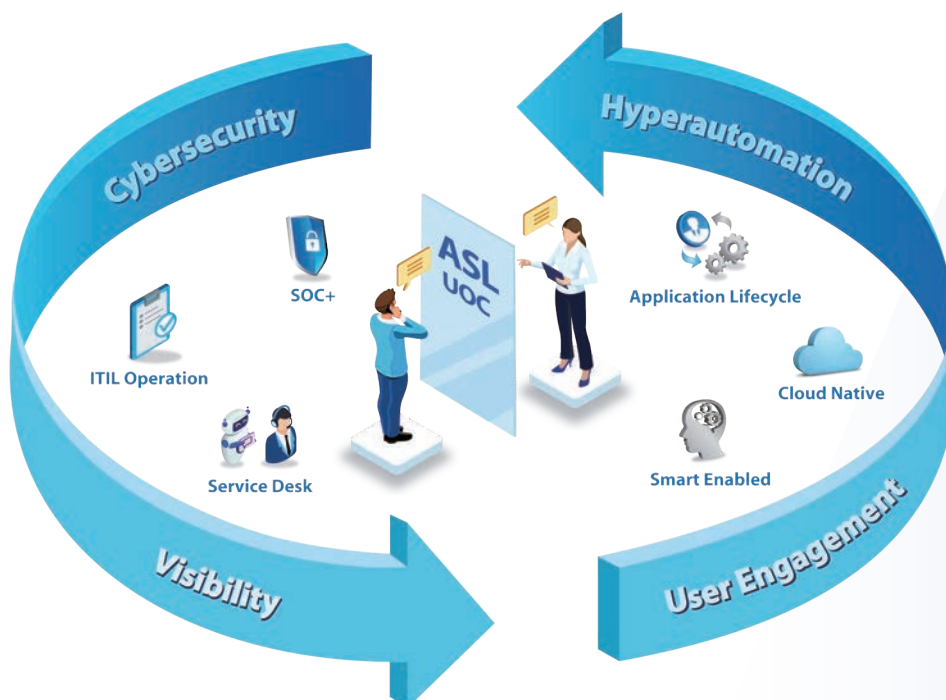 Cybersecurity
Hyperautomation
SOC+
ASL
UOC
Application Lifecycle
ITIL Operation
Cloud Native
Service Desk
Smart Enabled
Visibility
User Engagement